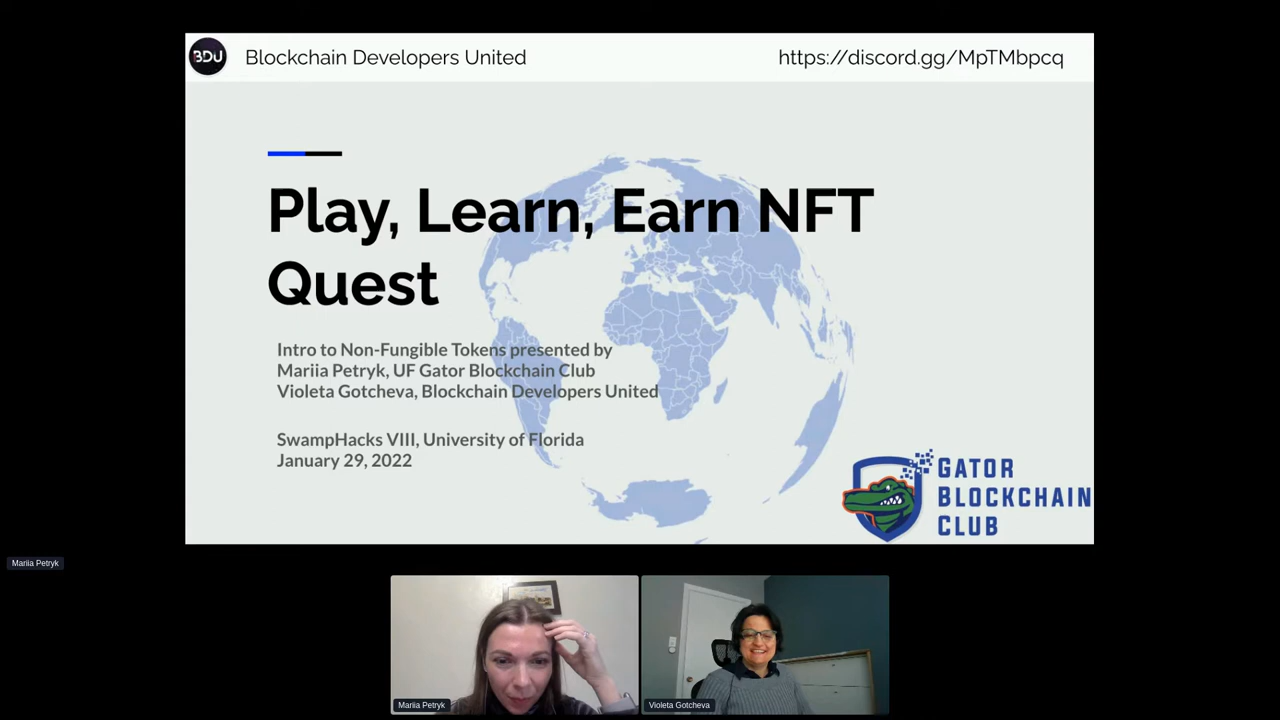 BDU
Blockchain Developers United
https://discord.gg/MpTMbpcq
Play, Learn, Earn NFT
Quest
Intro to Non-Fungible Tokens presented by
Mariia Petryk, UF Gator Blockchain Club
Violeta Gotcheva, Blockchain Developers United
SwampHacks VIII, University of Florida
January 29, 2022
GATOR
BLOCKCHAIN
CLUB
Mariia Petryk
Mariia Petryk
Violeta Gotcheva